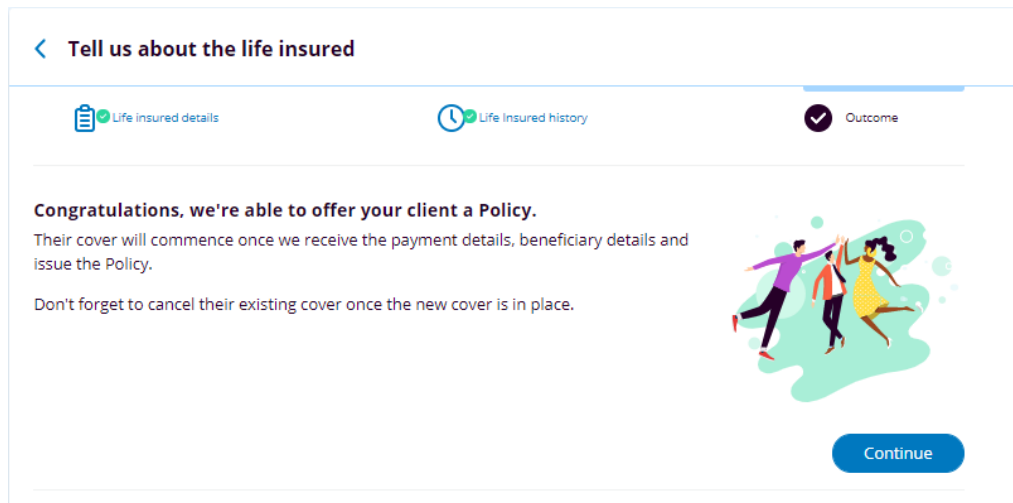 Tell us about the life insured
Life insured details
Life Insured history
Outcome
Congratulations, we're able to offer your client a Policy.
Their cover will commence once we receive the payment details, beneficiary details and
issue the Policy.
Don't forget to cancel their existing cover once the new cover is in place.
Continue